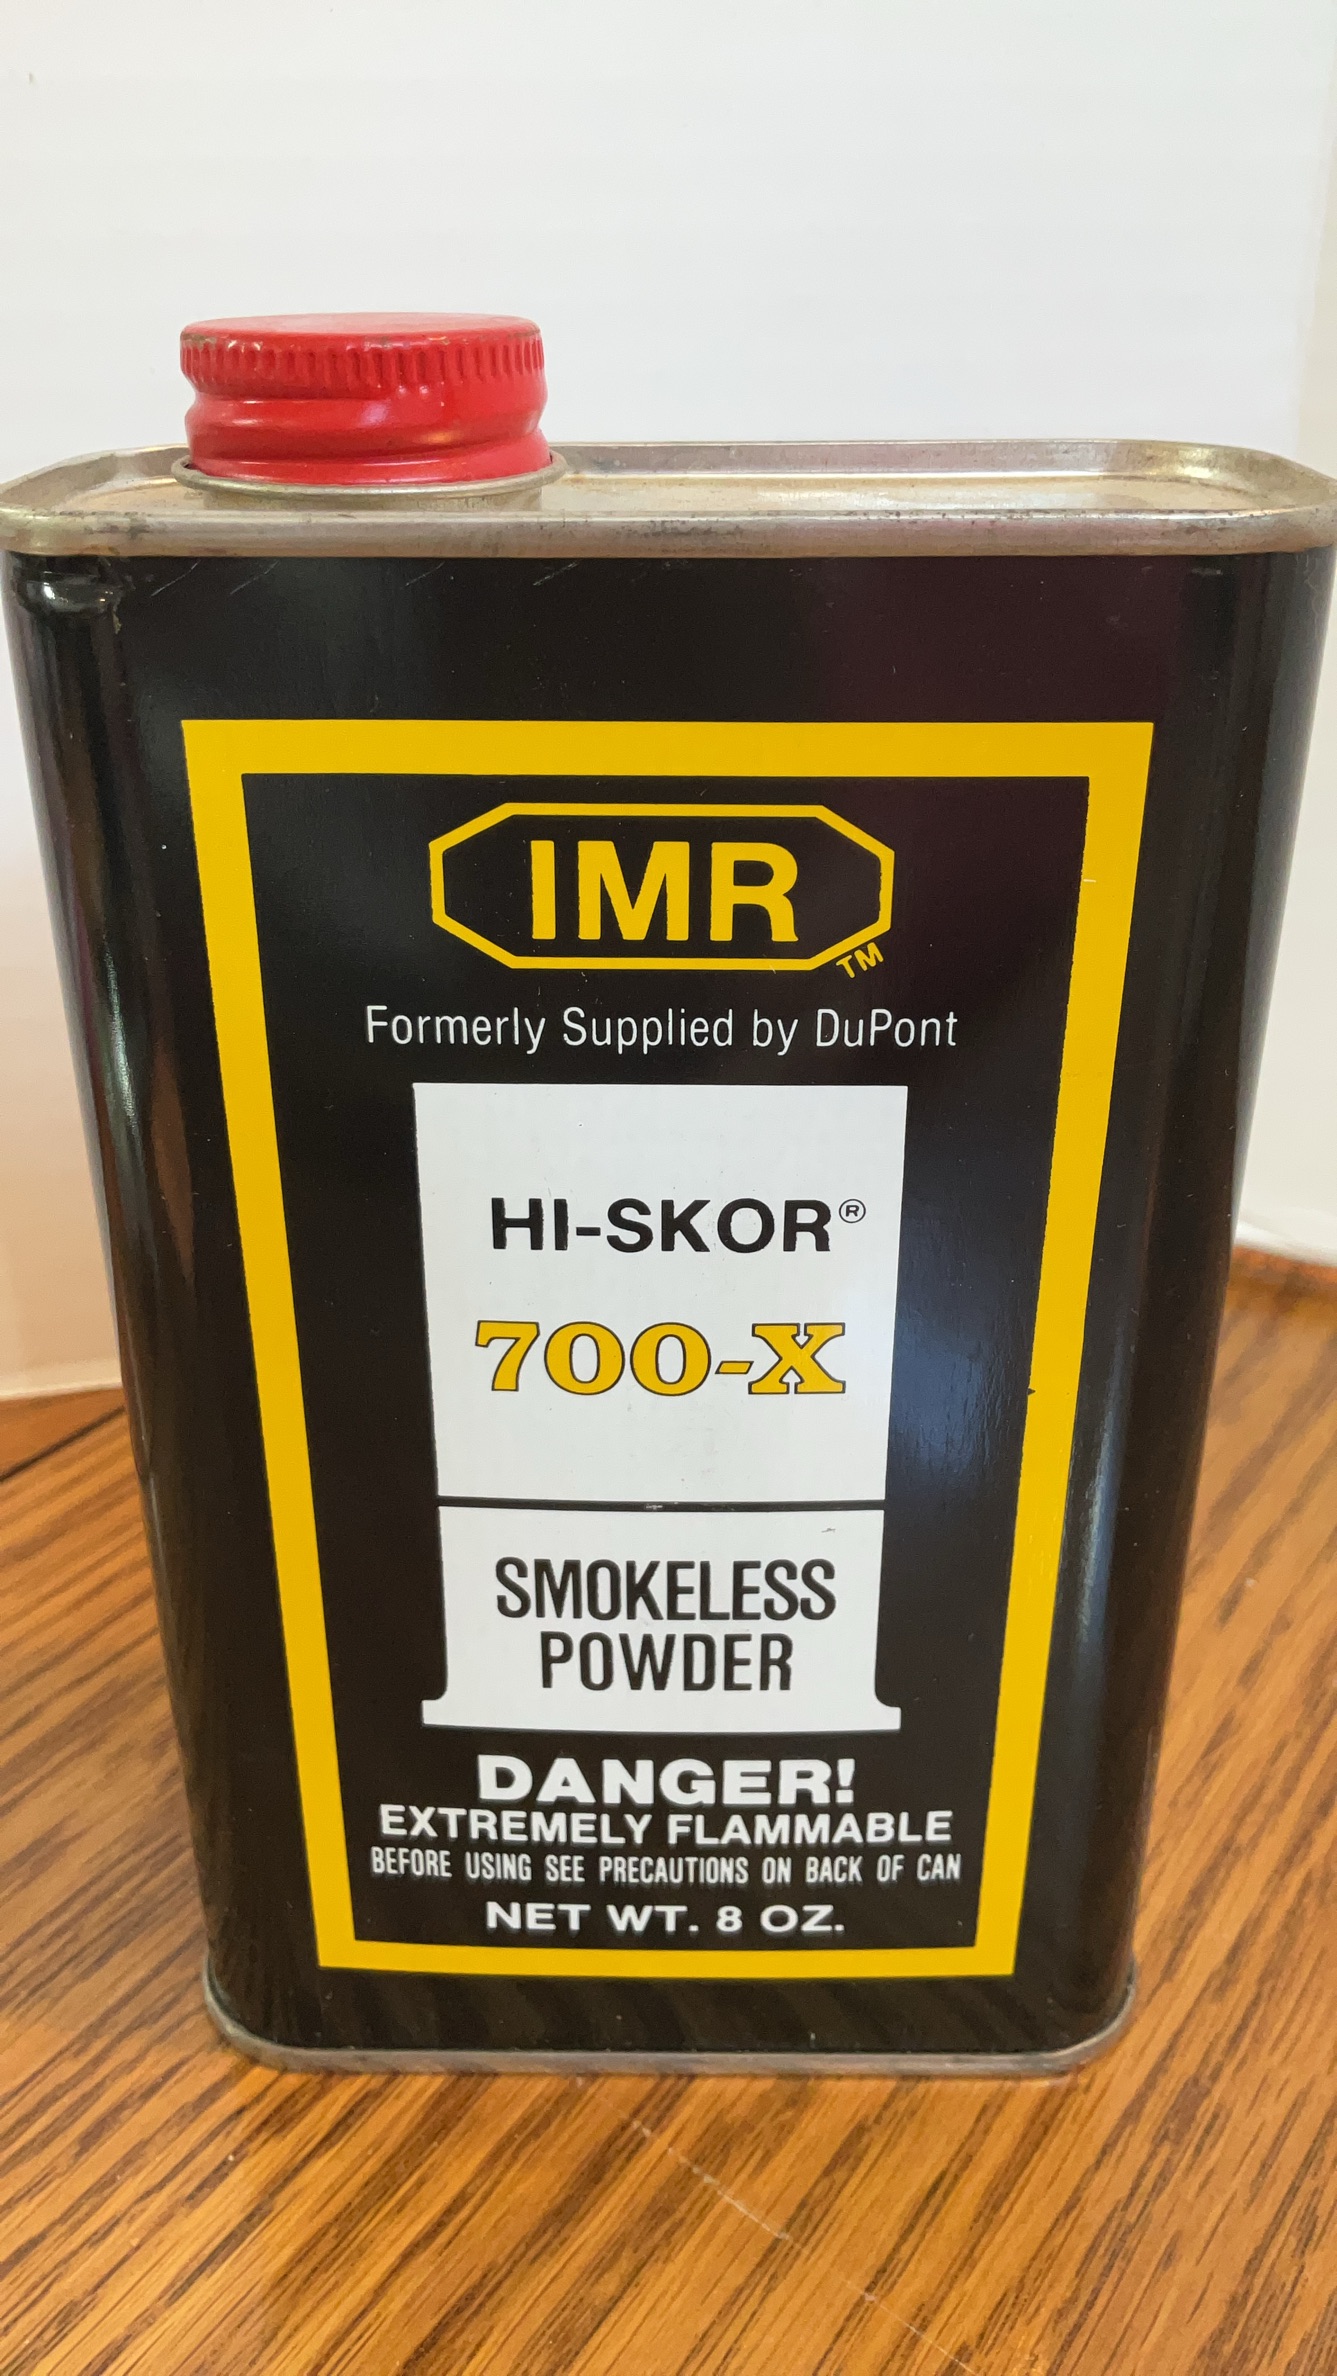 IMR
TM
Formerly Supplied by DuPont
HI-SKOR®
700-X
SMOKELESS
POWDER
DANGER!
EXTREMELY FLAMMABLE
BEFORE USING SEE PRECAUTIONS ON BACK OF CAN
NET WT. 8 OZ.